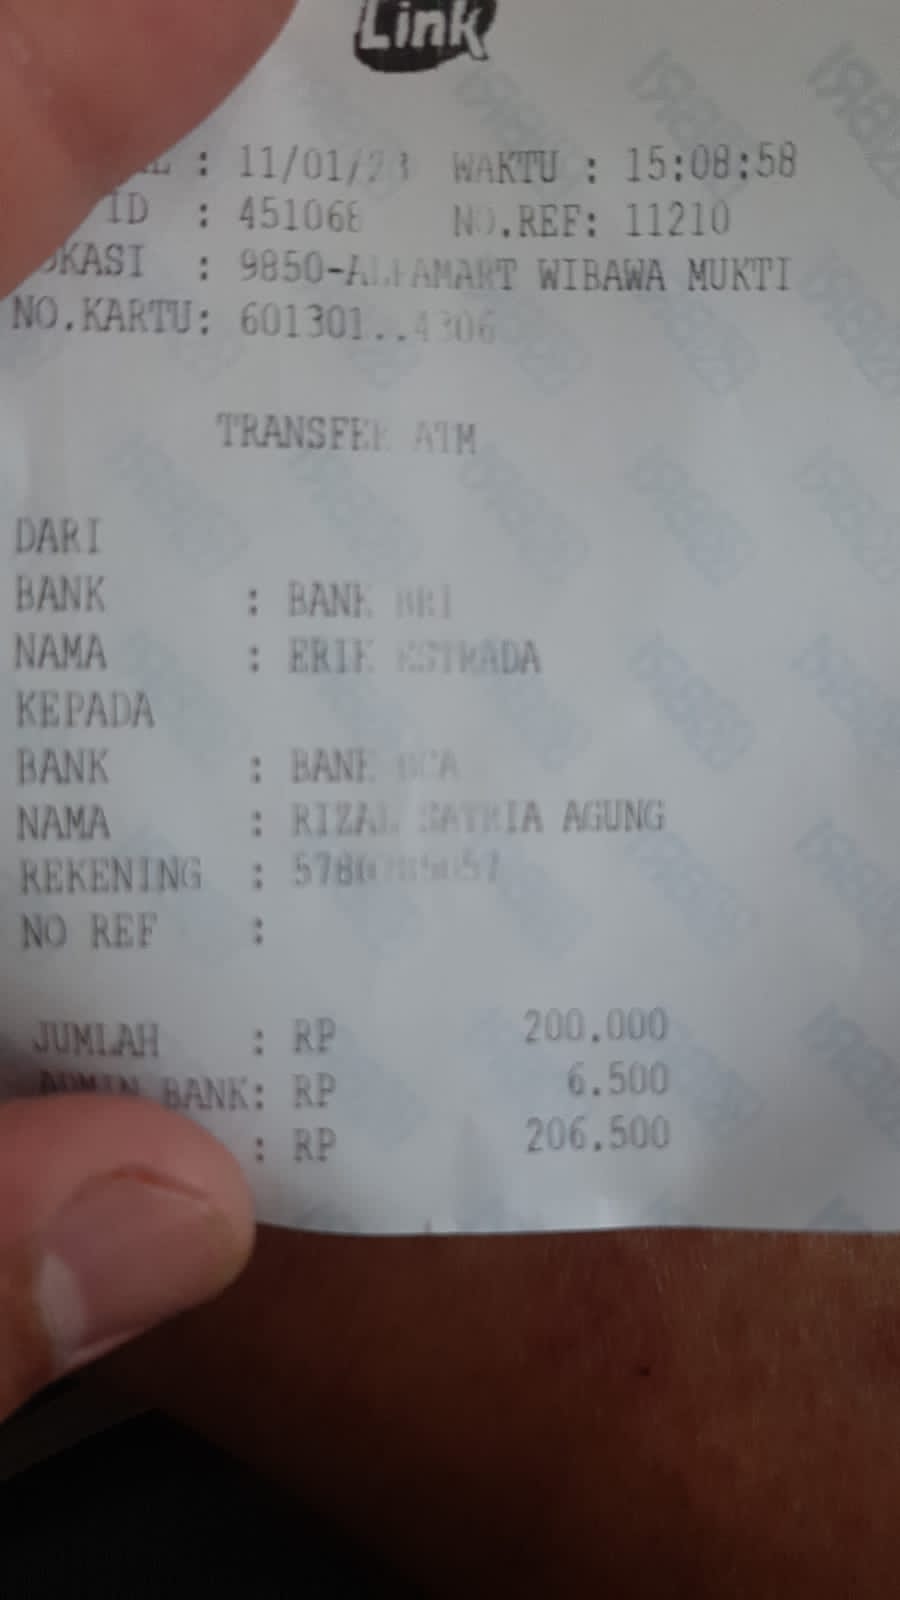 Link
: 11/01/23 WAKTU : 15:08:58
ID : 451068 NO.REF: 11210
LOKASI : 9850-ALFAMART WIBAWA MUKTI
NO.KARTU: 601301..4306
TRANSFER ATM
DARI
BANK : BANK BRI
NAMA : ERIK ESTRADA
KEPADA
BANK : BANK BCA
NAMA : RIZAL SATRIA AGUNG
REKENING :
NO REF :
JUMLAH : RP 200.000
ADMIN BANK: RP 6.500
: RP 206.500